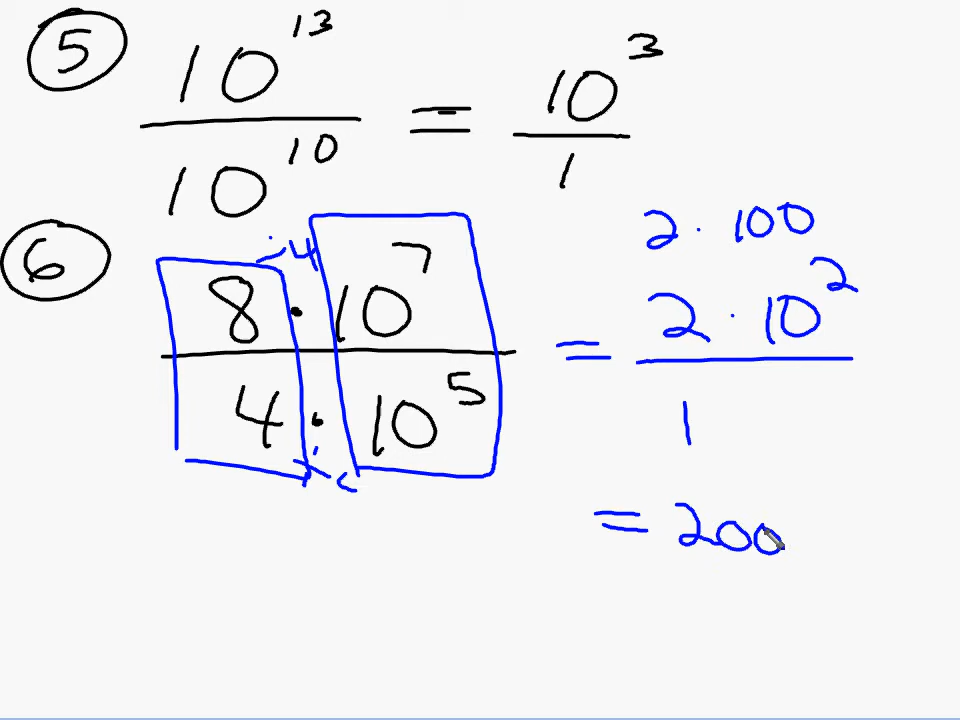 5 10^13 / 10^10 = 10^3 / 1
6 8 · 10^7 / 4 · 10^5 = 2 · 10^2 / 1
÷4
2 · 100
= 200